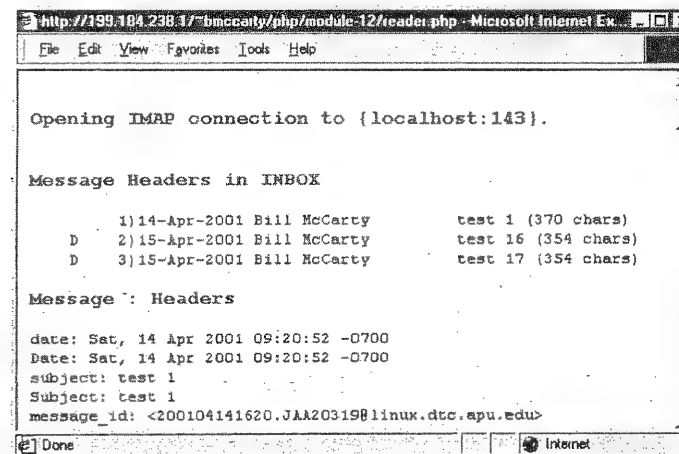 http://199.184.238.1/~bmccarty/php/module-12/reader.php - Microsoft Internet Ex...
File Edit View Favorites Tools Help
Opening IMAP connection to {localhost:143}.
Message Headers in INBOX
1)14-Apr-2001 Bill McCarty test 1 (370 chars)
D 2)15-Apr-2001 Bill McCarty test 16 (354 chars)
D 3)15-Apr-2001 Bill McCarty test 17 (354 chars)
Message : Headers
date: Sat, 14 Apr 2001 09:20:52 -0700
Date: Sat, 14 Apr 2001 09:20:52 -0700
subject: test 1
Subject: test 1
message_id: <200104141620.JAA20319@linux.dtc.apu.edu>
Done Internet